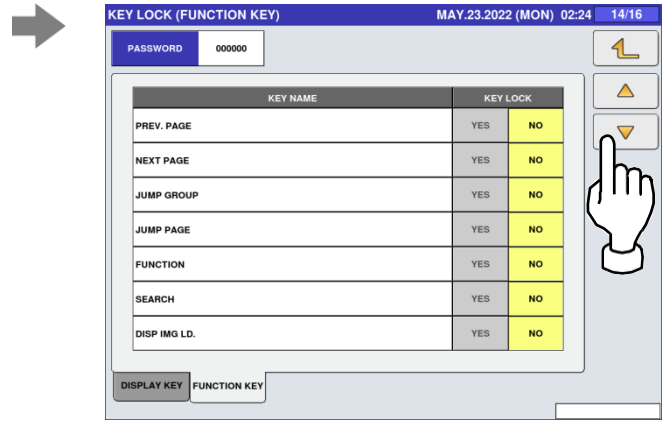 KEY LOCK (FUNCTION KEY) MAY.23.2022 (MON) 02:24 14/16
PASSWORD 000000
KEY NAME KEY LOCK
PREV. PAGE YES NO
NEXT PAGE YES NO
JUMP GROUP YES NO
JUMP PAGE YES NO
FUNCTION YES NO
SEARCH YES NO
DISP IMG LD. YES NO
DISPLAY KEY FUNCTION KEY